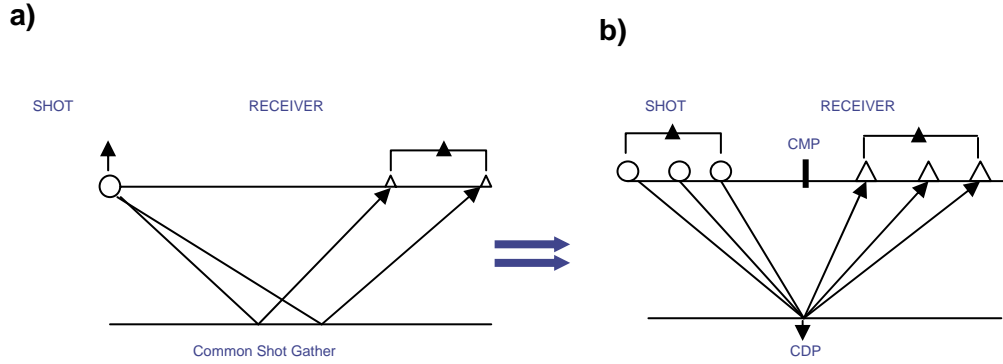 a)
SHOT
RECEIVER
Common Shot Gather
b)
SHOT
RECEIVER
CMP
CDP